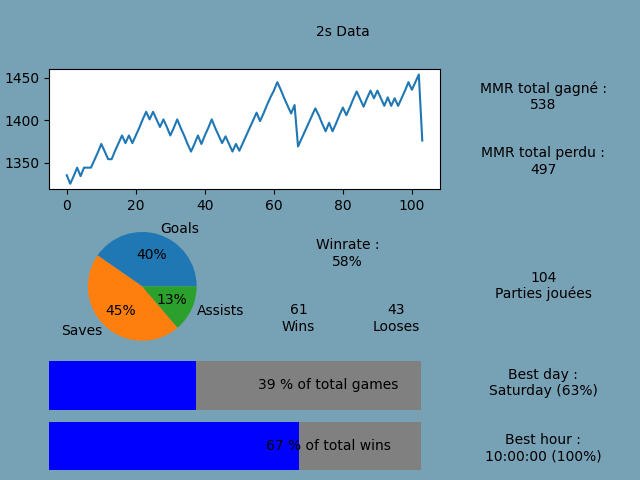 2s Data
1450
1400
1350
0 20 40 60 80 100
MMR total gagné :
538
MMR total perdu :
497
Goals
40%
45%
13%
Saves
Assists
Winrate :
58%
61
Wins
43
Looses
104
Parties jouées
39 % of total games
67 % of total wins
Best day :
Saturday (63%)
Best hour :
10:00:00 (100%)